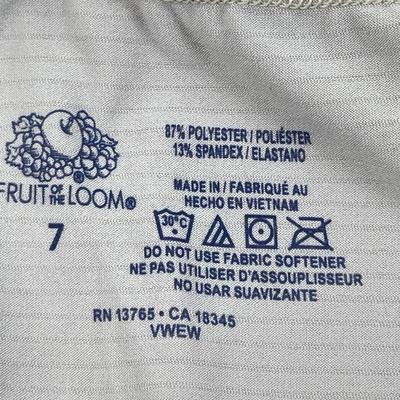 87% POLYESTER / POLIÉSTER
13% SPANDEX / ELASTANO
FRUIT OF THE LOOM®
7
MADE IN / FABRIQUÉ AU
HECHO EN VIETNAM
30°C
DO NOT USE FABRIC SOFTENER
NE PAS UTILISER D'ASSOUPLISSEUR
NO USAR SUAVIZANTE
RN 13765 • CA 18345
VWEW